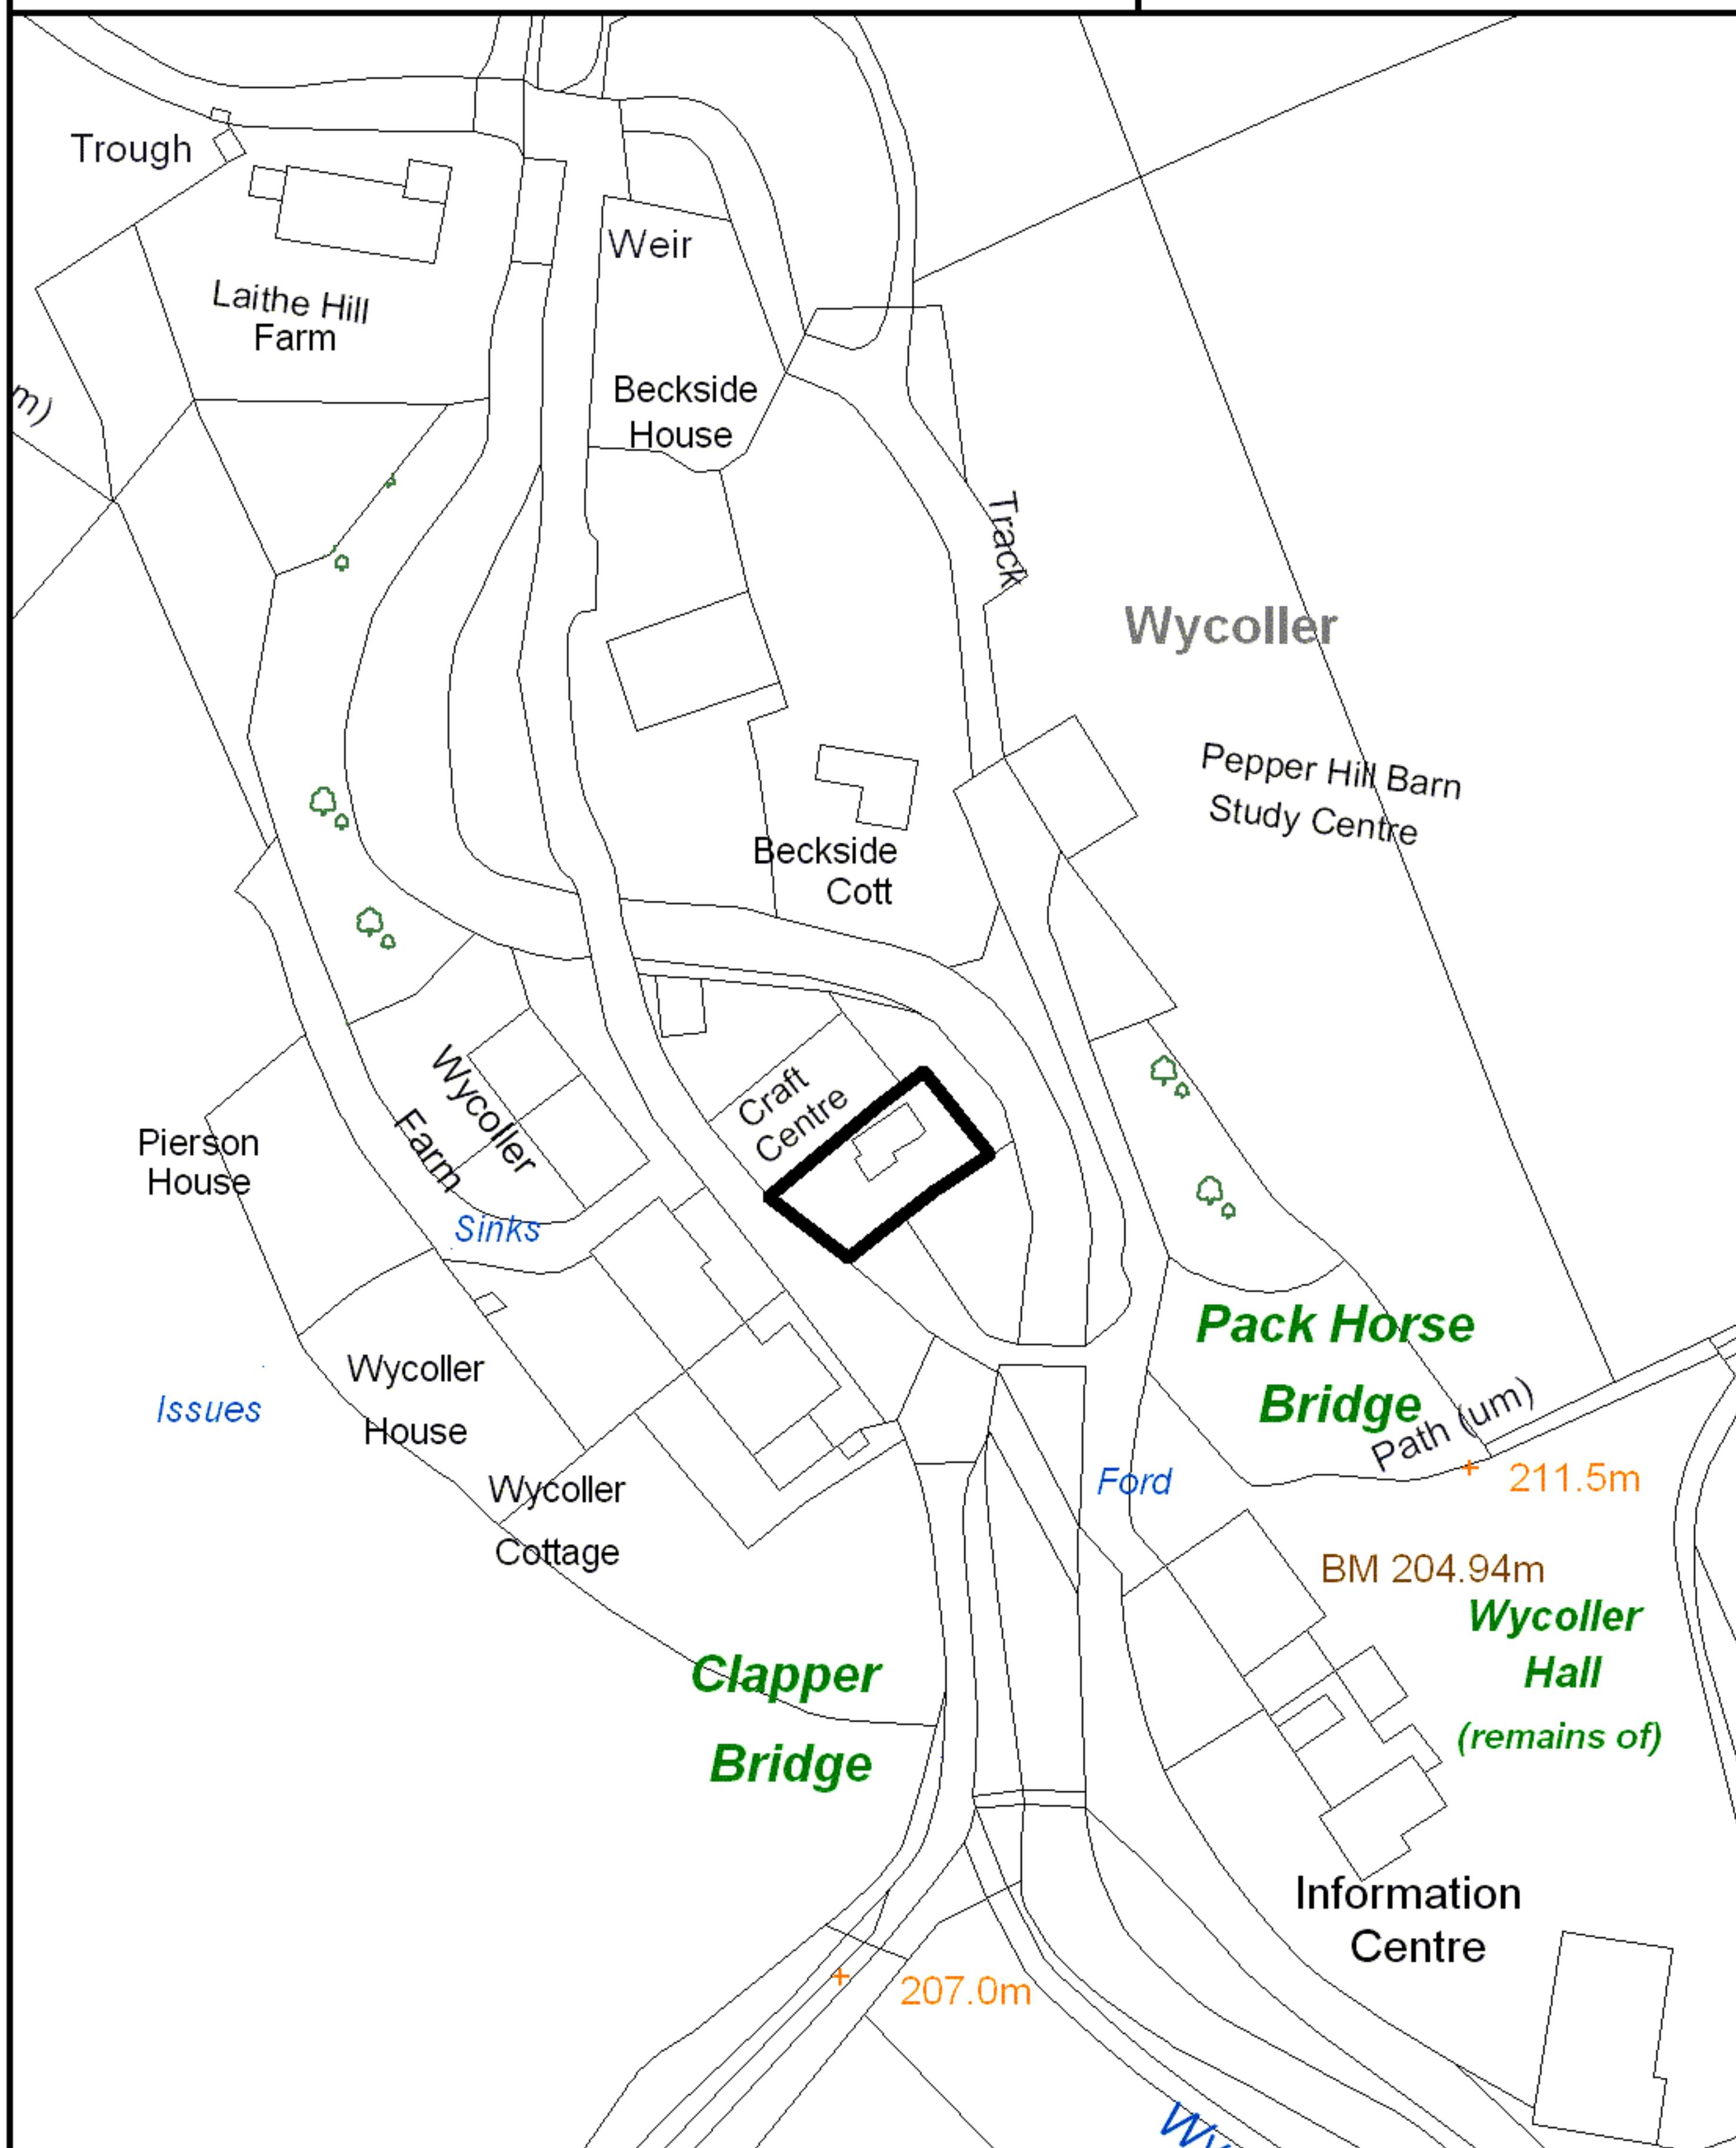 Trough
Weir
Laithe Hill
Farm
m)
Beckside
House
Track
Wycoller
Pepper Hill Barn
Study Centre
Beckside
Cott
Wycoller
Farm
Craft
Centre
Pierson
House
Sinks
Pack Horse
Bridge
Wycoller
House
Issues
Path (um)
211.5m
Ford
Wycoller
Cottage
BM 204.94m
Wycoller
Hall
(remains of)
Clapper
Bridge
Information
Centre
207.0m
Wy